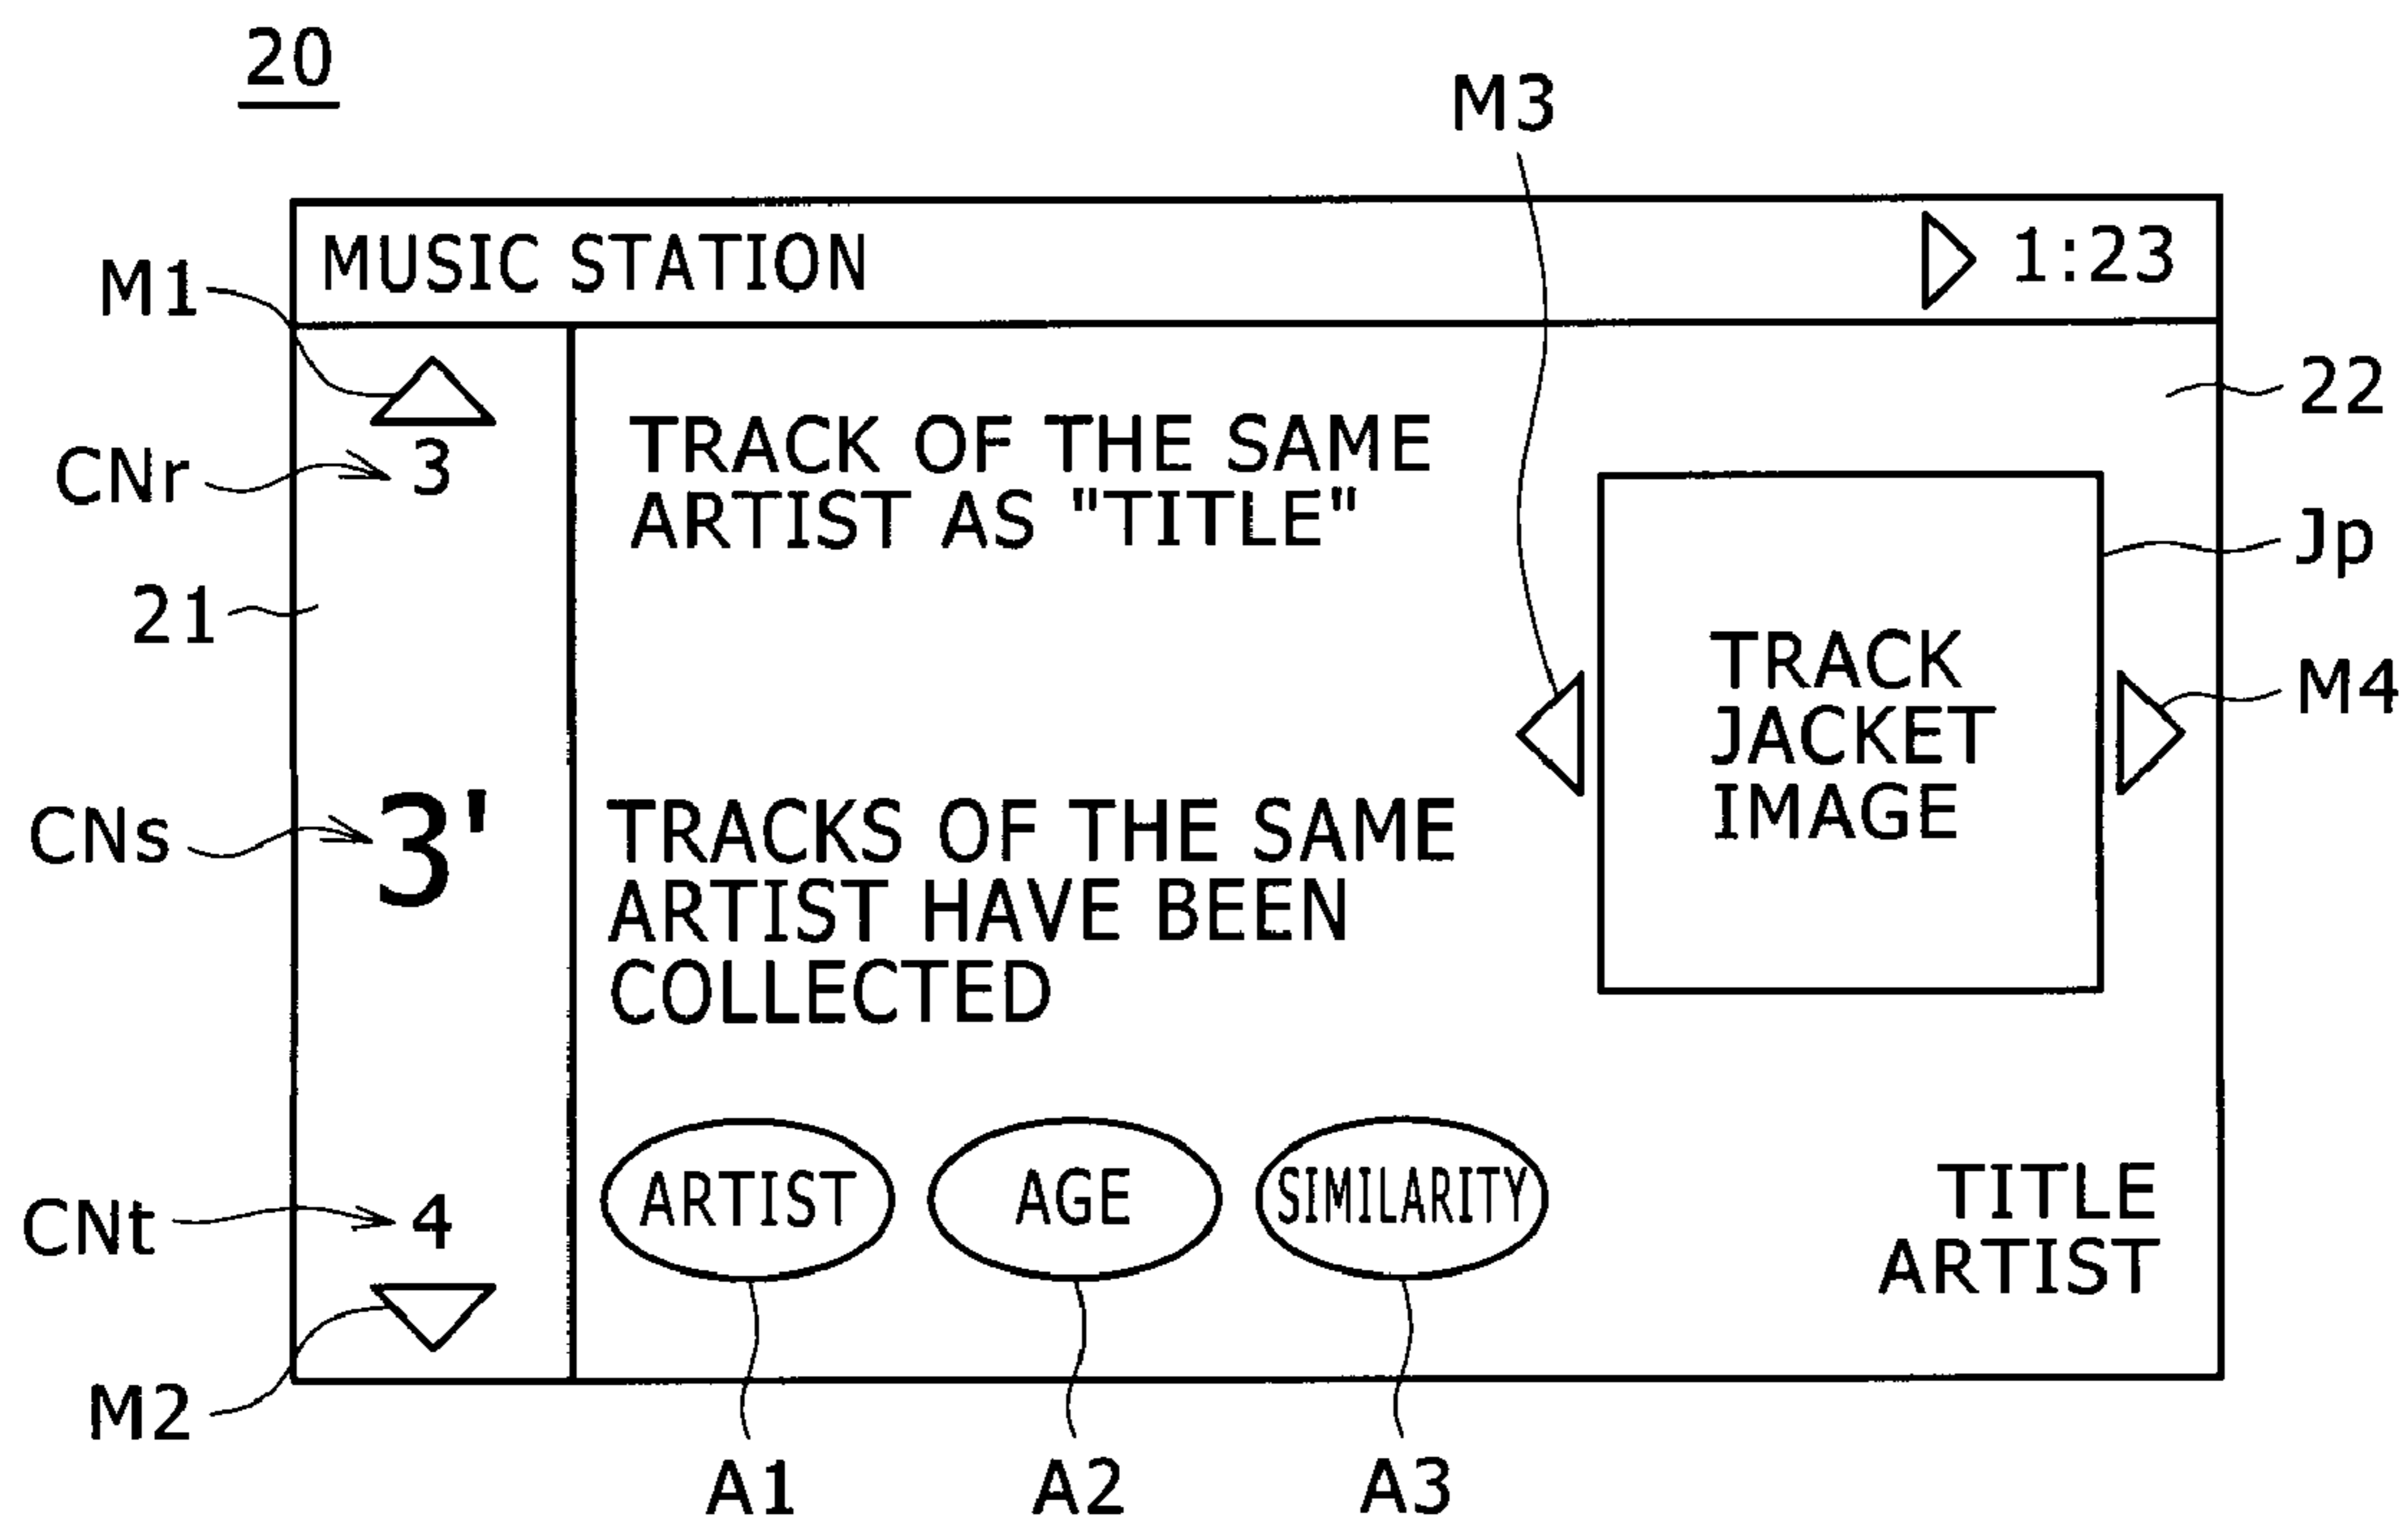 20
M3
MUSIC STATION
1:23
M1
22
CNr
3
TRACK OF THE SAME
ARTIST AS "TITLE"
Jp
21
TRACK
JACKET
IMAGE
M4
CNs
3'
TRACKS OF THE SAME
ARTIST HAVE BEEN
COLLECTED
CNt
4
ARTIST
AGE
SIMILARITY
TITLE
ARTIST
M2
A1
A2
A3